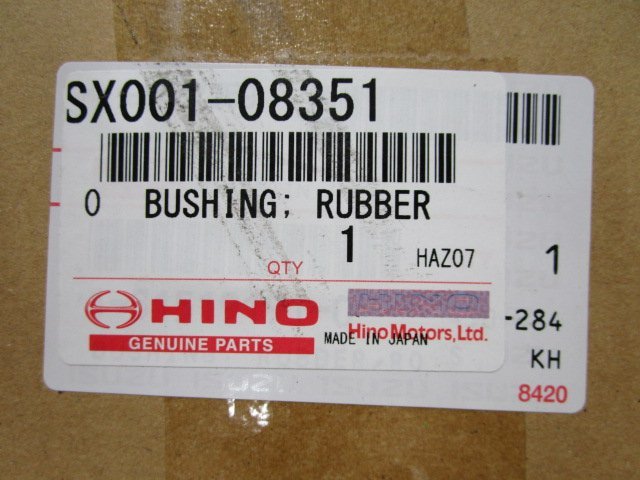 SX001-08351
0 BUSHING; RUBBER
QTY 1 HAZ07 1
HINO HINO
GENUINE PARTS
Hino Motors, Ltd.
MADE IN JAPAN
-284
KH
8420